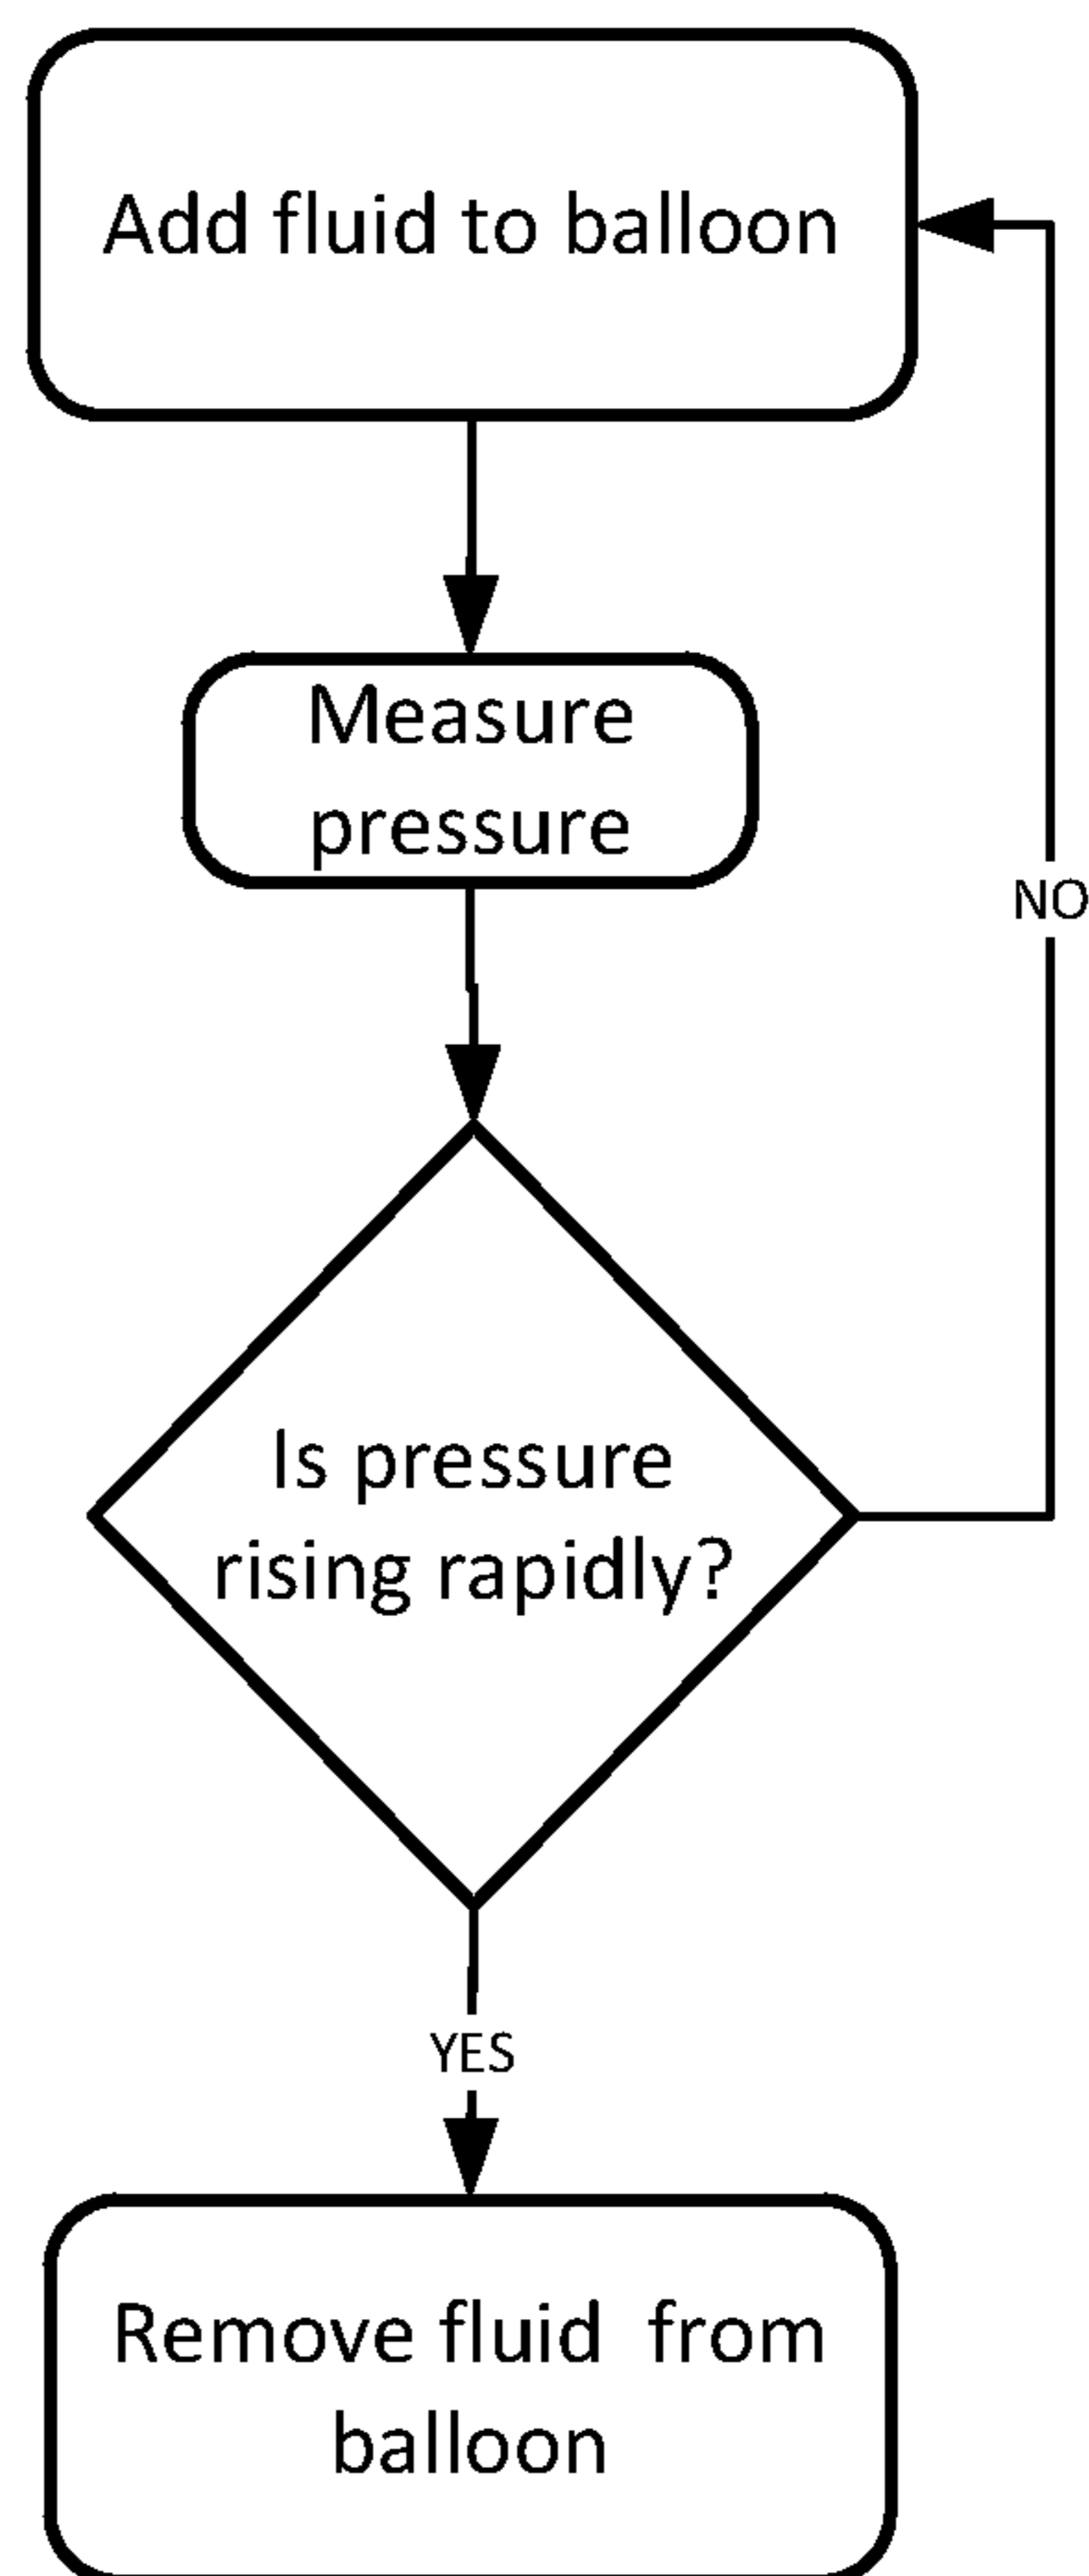 Add fluid to balloon
Measure
pressure
NO
Is pressure
rising rapidly?
YES
Remove fluid from
balloon